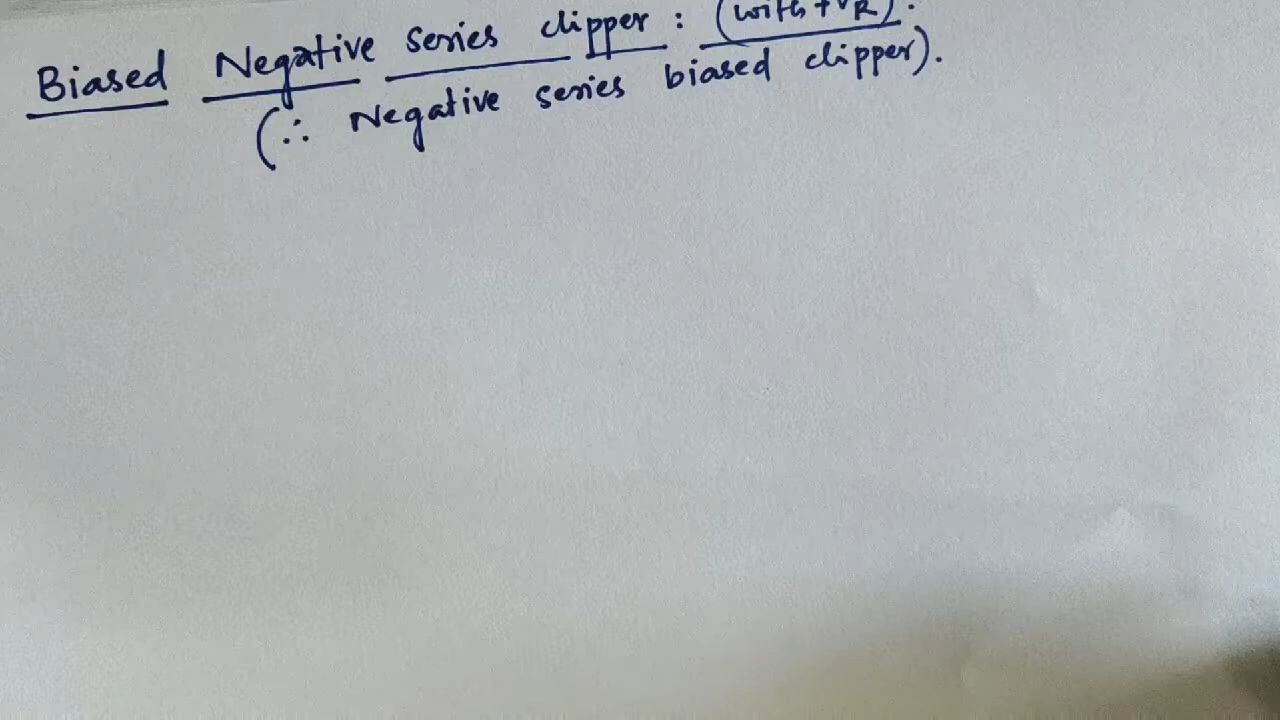 Biased Negative series clipper : (with +VR).
(∴ Negative series biased clipper).